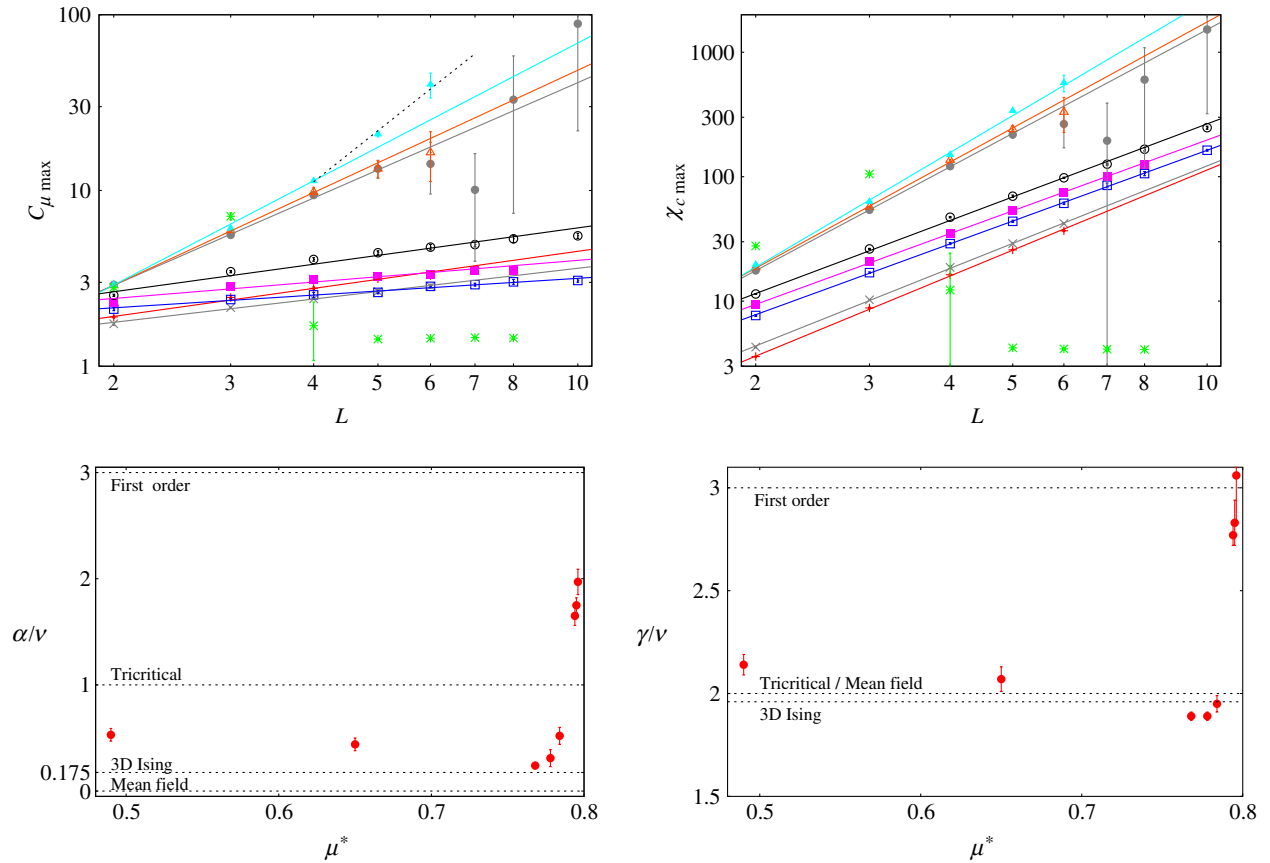 100
30
10
3
1
C μ max
2
3
4
5
6
7
8
10
L
1000
300
100
30
10
3
χ c max
2
3
4
5
6
7
8
10
L
3
2
1
0.175
0
α/ν
First order
Tricritical
3D Ising
Mean field
0.5
0.6
0.7
0.8
μ*
3
2.5
2
1.5
γ/ν
First order
Tricritical / Mean field
3D Ising
0.5
0.6
0.7
0.8
μ*